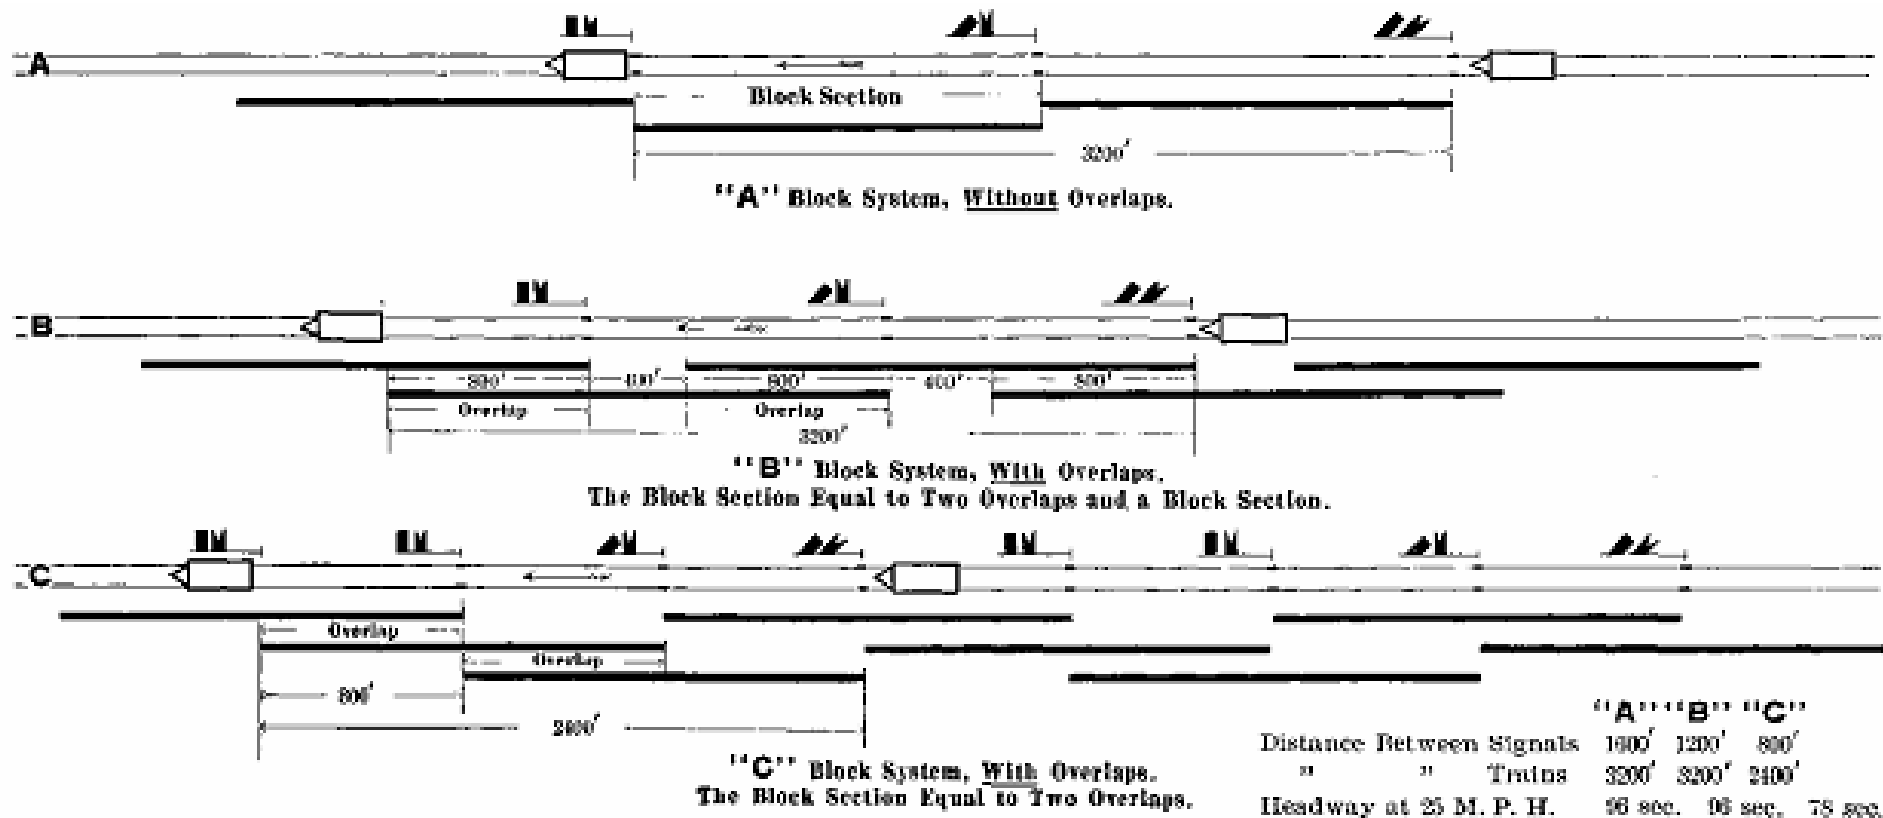 A
Block Section
3200'
"A" Block System, Without Overlaps.
B
800' 400' 800' 400' 800'
Overlap Overlap
3200'
"B" Block System, With Overlaps.
The Block Section Equal to Two Overlaps and a Block Section.
C
Overlap
Overlap
800'
2400'
"C" Block System, With Overlaps.
The Block Section Equal to Two Overlaps.
"A" "B" "C"
Distance Between Signals 1600' 1200' 800'
" " Trains 3200' 3200' 2400'
Headway at 25 M. P. H. 96 sec. 96 sec. 78 sec.